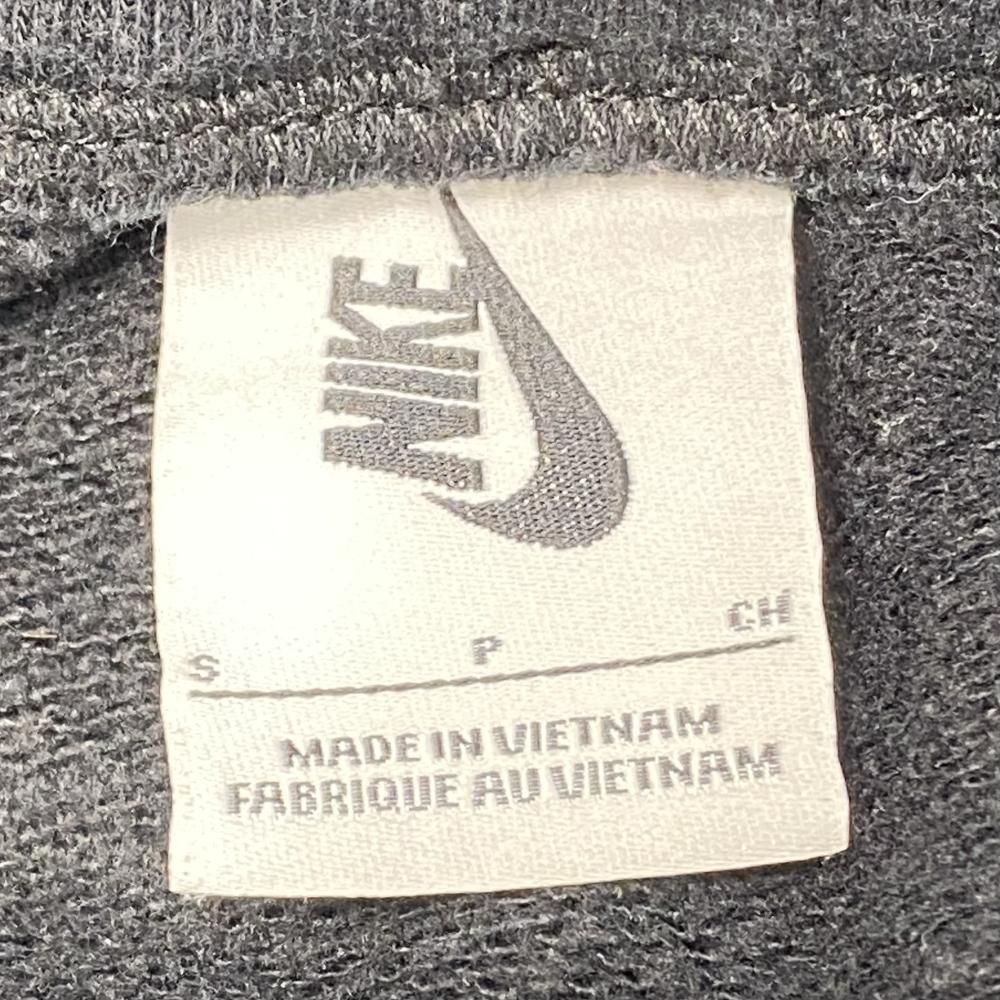 NIKE
S P CH
MADE IN VIETNAM
FABRIQUE AU VIETNAM